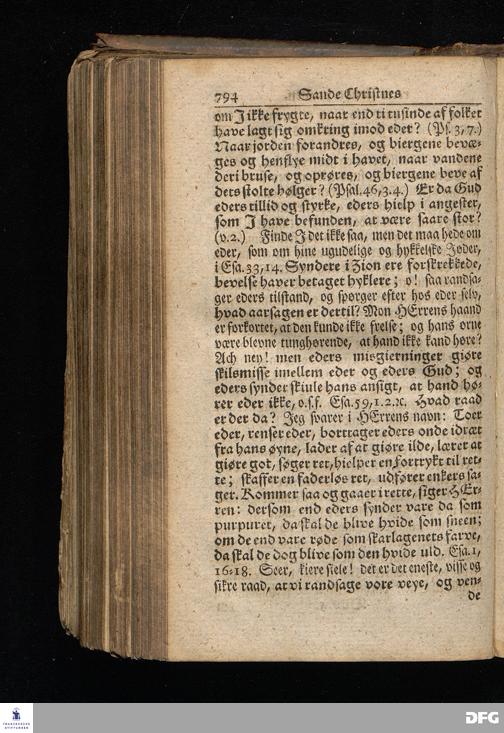 794 Sande Christnes
om I ikke frygte, naar end ti tusinde af folket
have lagt sig omkring imod eder? (Ps. 3, 7.)
Naar jorden forandres, og biergene bevæ-
ges og henflye midt i havet, naar vandene
deri bruse, og oprøres, og biergene beve af
dets stolte bølger? (Psal. 46, 3. 4.) Er da Gud
eders tillid og styrke, eders hielp i angester,
som I have befunden, at være saare stor?
(v. 2.) Finde I det ikke saa, men det maa hede om
eder, som om hine ugudelige og hykkelske Jøder,
i Esa. 33, 14. Syndere i Zion ere forskrekkede,
bevelse haver betaget hyklere; o! saa randsa-
ger eders tilstand, og spørger efter hos eder selv,
hvad aarsagen er dertil? Mon HErrens haand
er forkortet, at den kunde ikke frelse; og hans øre
være blevne tunghørende, at hand ikke kand høre?
Ach ney! men eders misgierninger giøre
skilsmisse imellem eder og eders Gud; og
eders synder skiule hans ansigt, at hand hø-
rer eder ikke, o. s. f. Esa. 59, 1. 2. ꝛc. Hvad raad
er der da? Jeg svarer i HErrens navn: Toer
eder, renser eder, borttager eders onde idræt
fra hans øyne, lader af at giøre ilde, lærer at
giøre got, søger ret, hielper en fortrykt til ret-
te; skaffer en faderløs ret, udfører enkers sa-
ger. Kommer saa og gaaer i rette, siger HEr-
ren: dersom end eders synder vare da som
purpuret, da skal de blive hvide som sneen;
om de end vare røde som skarlagenets farve,
da skal de dog blive som den hvide uld. Esa. 1,
16-18. Seer, kiere siele! det er det eneste, visse og
sikre raad, at vi randsage vore veye, og ven-
de
FRANCKESCHE
STIFTUNGEN
DFG